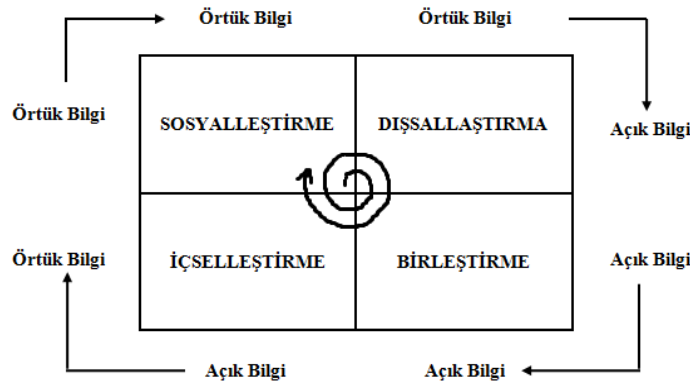 Örtük Bilgi Örtük Bilgi
Örtük Bilgi SOSYALLEŞTİRME DIŞSALLAŞTIRMA Açık Bilgi
Örtük Bilgi İÇSELLEŞTİRME BİRLEŞTİRME Açık Bilgi
Açık Bilgi Açık Bilgi